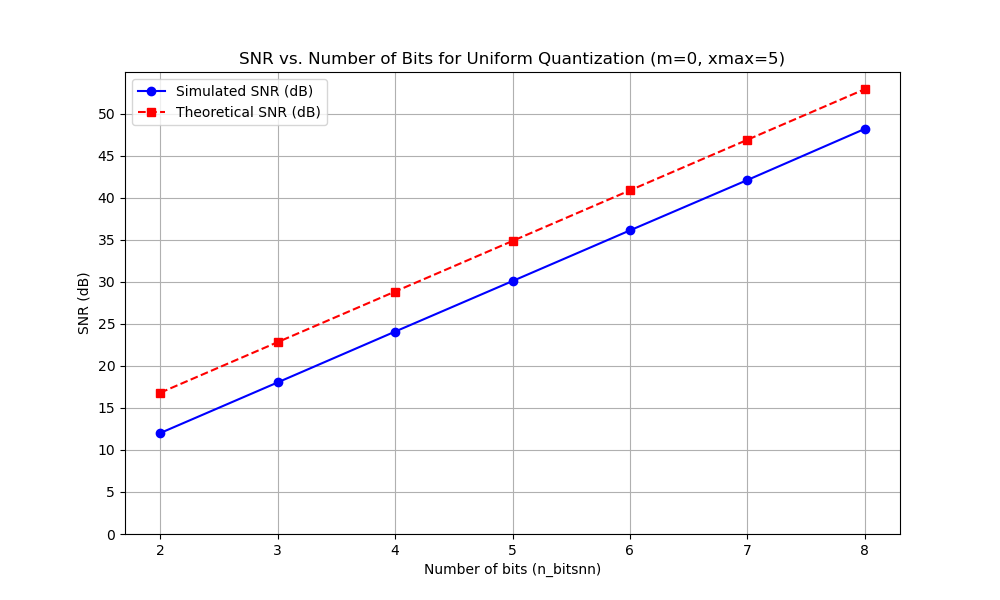 SNR vs. Number of Bits for Uniform Quantization (m=0, xmax=5)
Simulated SNR (dB)
Theoretical SNR (dB)
SNR (dB)
50
45
40
35
30
25
20
15
10
5
0
2 3 4 5 6 7 8
Number of bits (n_bitsnn)